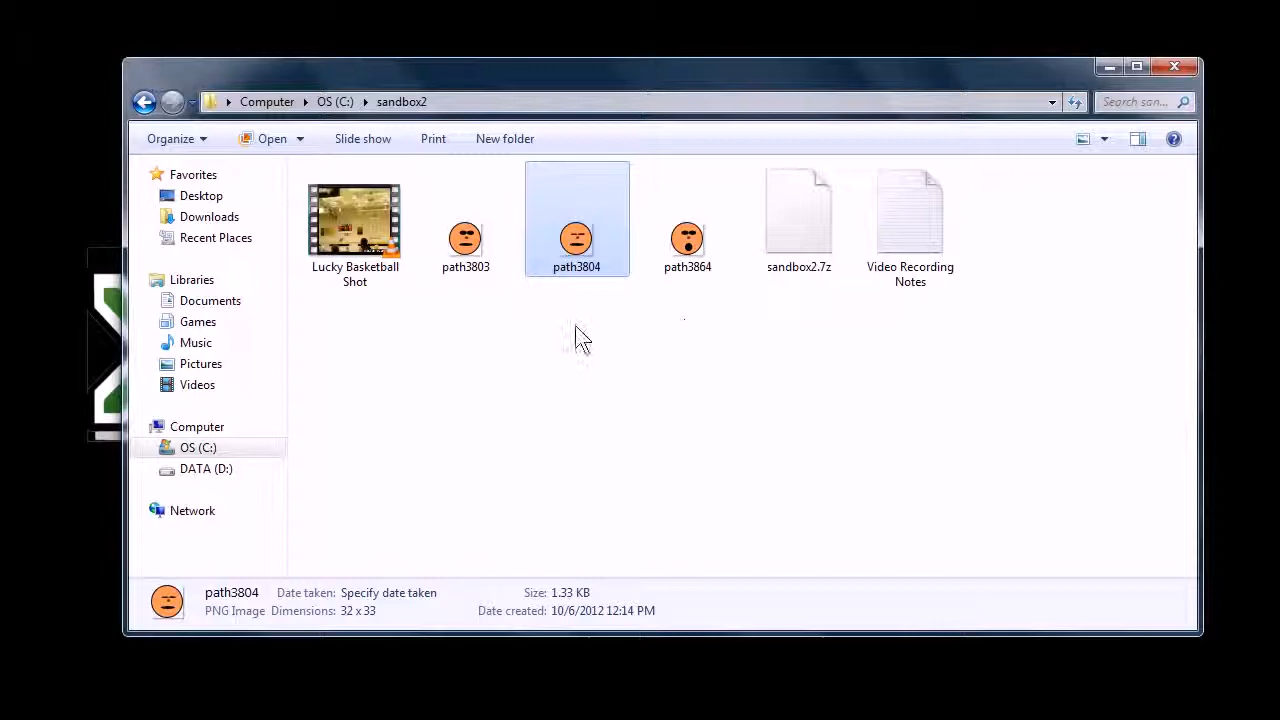 Computer
OS (C:)
sandbox2
Search san...
Organize
Open
Slide show
Print
New folder
Favorites
Desktop
Downloads
Recent Places
Libraries
Documents
Games
Music
Pictures
Videos
Computer
OS (C:)
DATA (D:)
Network
Lucky Basketball
Shot
path3803
path3804
path3864
sandbox2.7z
Video Recording
Notes
path3804
Date taken: Specify date taken
Size: 1.33 KB
PNG Image
Dimensions: 32 x 33
Date created: 10/6/2012 12:14 PM